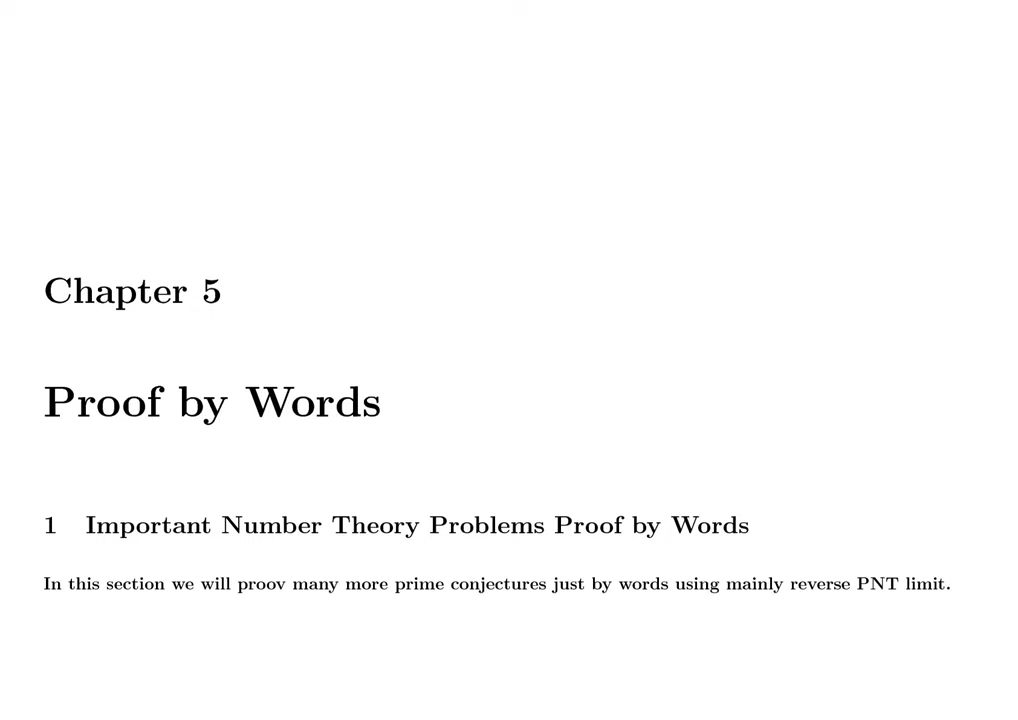 Chapter 5
Proof by Words
1 Important Number Theory Problems Proof by Words
In this section we will proov many more prime conjectures just by words using mainly reverse PNT limit.